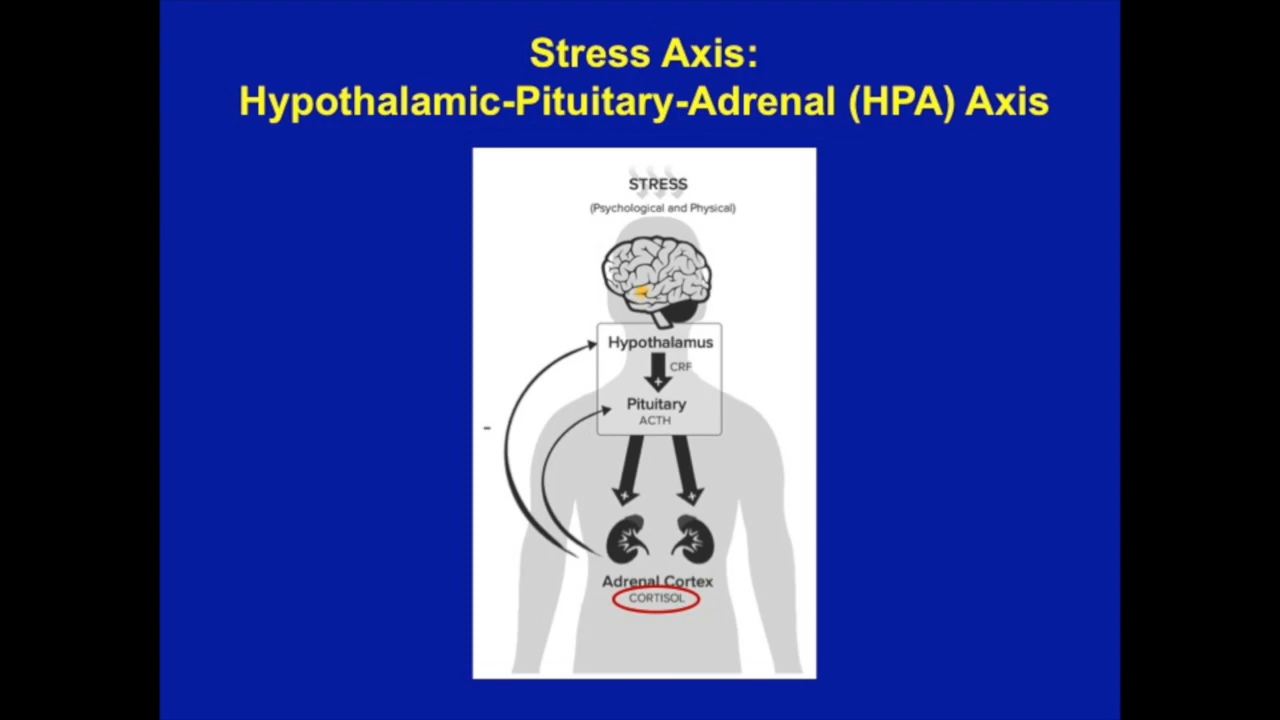 Stress Axis:
Hypothalamic-Pituitary-Adrenal (HPA) Axis
STRESS
(Psychological and Physical)
Hypothalamus
+ CRF
Pituitary
ACTH
-
+ +
Adrenal Cortex
CORTISOL